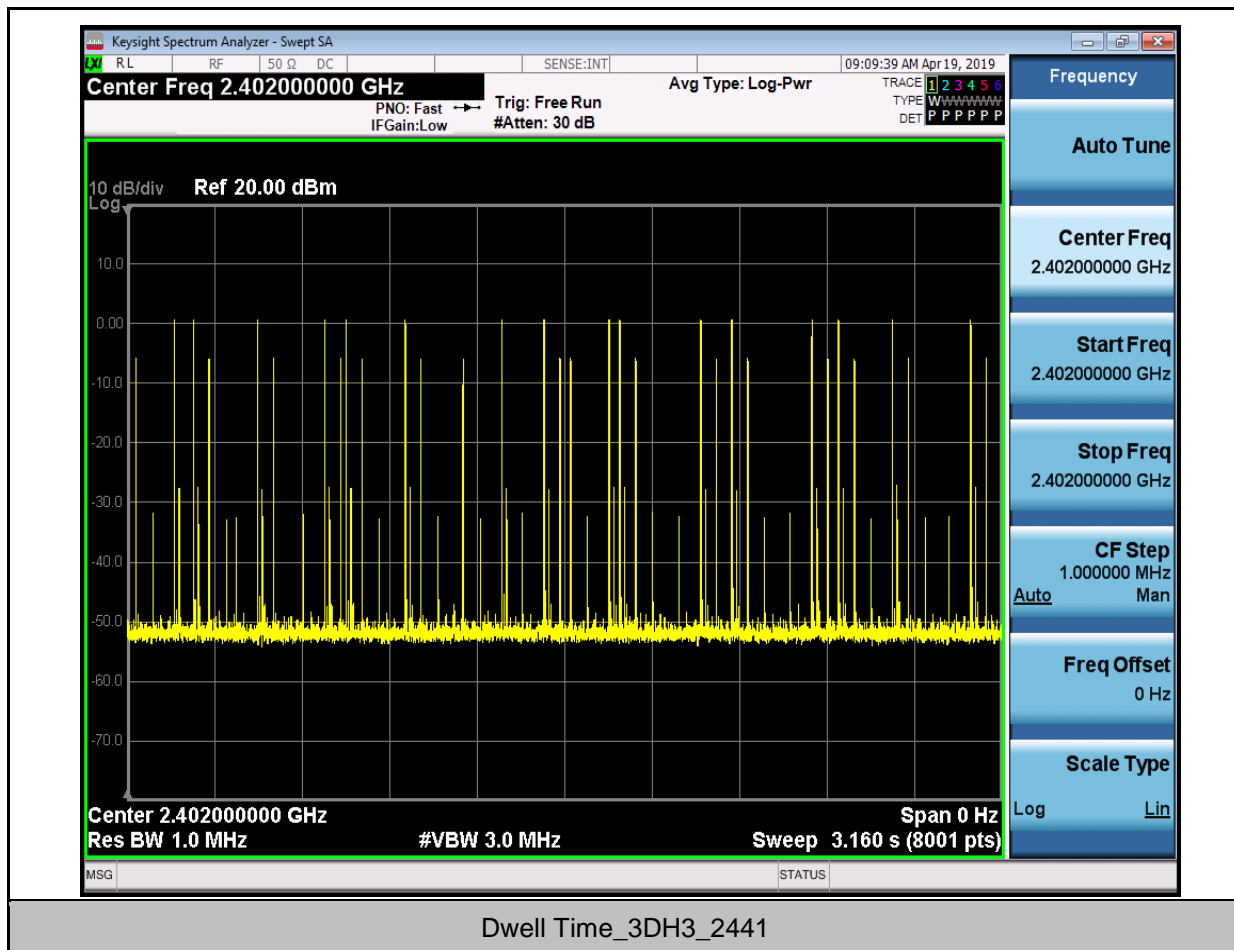 Keysight Spectrum Analyzer - Swept SA
LXI RL RF 50 Ω DC SENSE:INT 09:09:39 AM Apr 19, 2019
Center Freq 2.402000000 GHz
PNO: Fast
IFGain:Low
Trig: Free Run
#Atten: 30 dB
Avg Type: Log-Pwr
TRACE 1 2 3 4 5 6
TYPE WWWWWW
DET P P P P P P
10 dB/div Ref 20.00 dBm
Log
10.0
0.00
-10.0
-20.0
-30.0
-40.0
-50.0
-60.0
-70.0
Center 2.402000000 GHz Span 0 Hz
Res BW 1.0 MHz #VBW 3.0 MHz Sweep 3.160 s (8001 pts)
MSG STATUS
Frequency
Auto Tune
Center Freq
2.402000000 GHz
Start Freq
2.402000000 GHz
Stop Freq
2.402000000 GHz
CF Step
1.000000 MHz
Auto Man
Freq Offset
0 Hz
Scale Type
Log Lin
Dwell Time_3DH3_2441